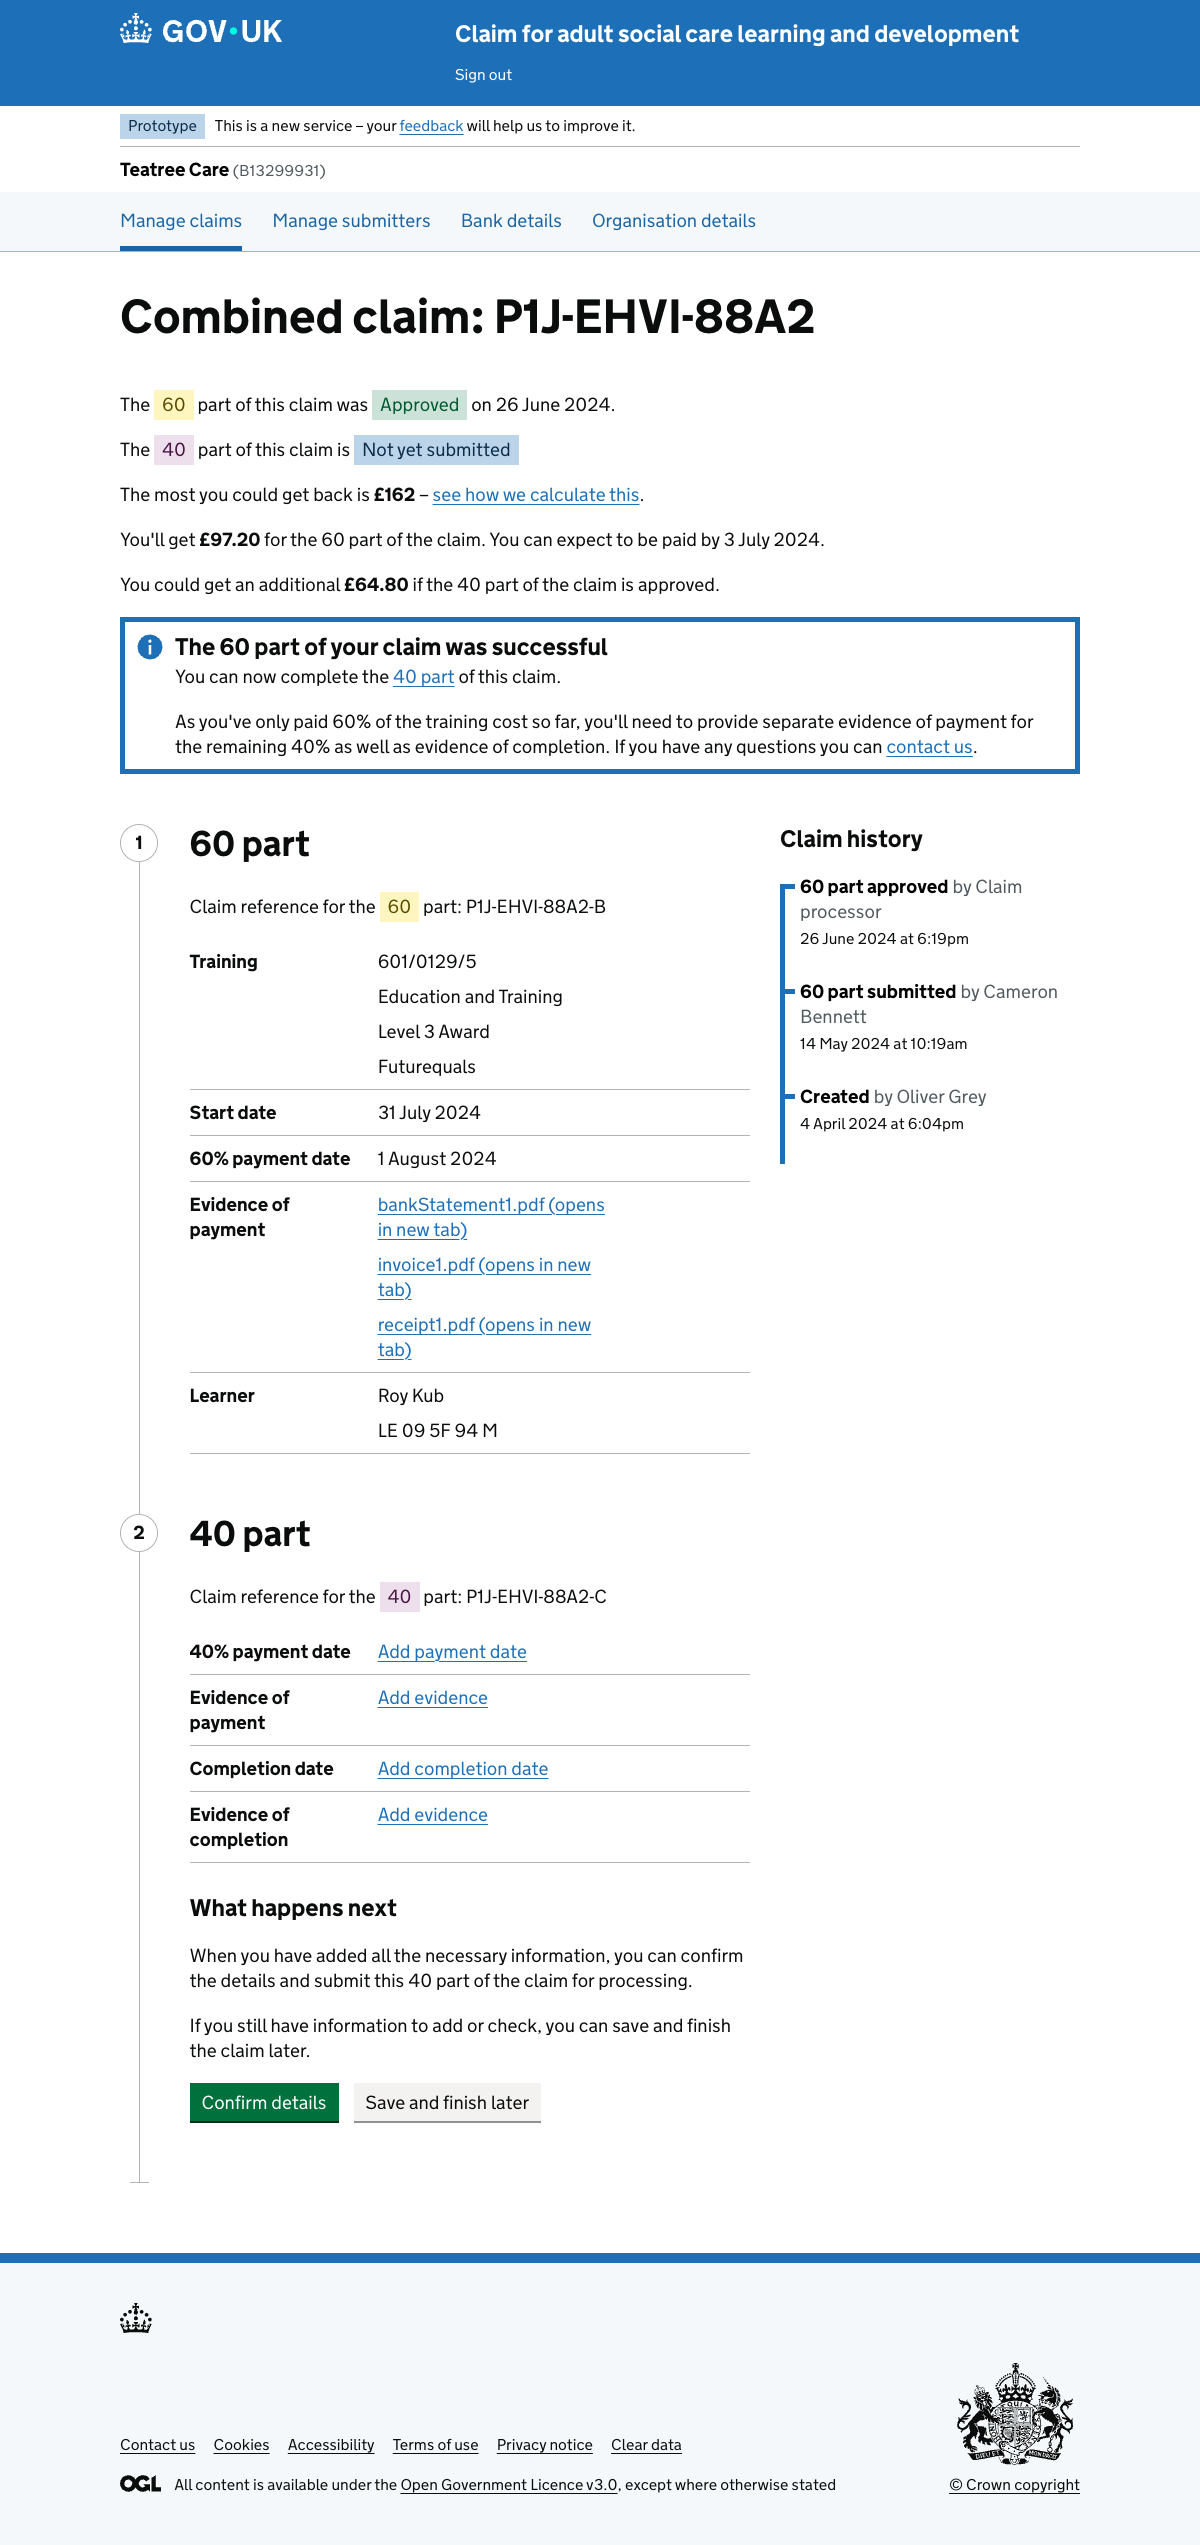 GOV·UK
Claim for adult social care learning and development
Sign out
Prototype This is a new service – your feedback will help us to improve it.
Teatree Care (B13299931)
Manage claims Manage submitters Bank details Organisation details
Combined claim: P1J-EHVI-88A2
The 60 part of this claim was Approved on 26 June 2024.
The 40 part of this claim is Not yet submitted
The most you could get back is £162 – see how we calculate this.
You'll get £97.20 for the 60 part of the claim. You can expect to be paid by 3 July 2024.
You could get an additional £64.80 if the 40 part of the claim is approved.
The 60 part of your claim was successful
You can now complete the 40 part of this claim.
As you've only paid 60% of the training cost so far, you'll need to provide separate evidence of payment for
the remaining 40% as well as evidence of completion. If you have any questions you can contact us.
1
60 part
Claim reference for the 60 part: P1J-EHVI-88A2-B
Training 601/0129/5
Education and Training
Level 3 Award
Futurequals
Start date 31 July 2024
60% payment date 1 August 2024
Evidence of
payment
bankStatement1.pdf (opens
in new tab)
invoice1.pdf (opens in new
tab)
receipt1.pdf (opens in new
tab)
Learner Roy Kub
LE 09 5F 94 M
Claim history
60 part approved by Claim
processor
26 June 2024 at 6:19pm
60 part submitted by Cameron
Bennett
14 May 2024 at 10:19am
Created by Oliver Grey
4 April 2024 at 6:04pm
2
40 part
Claim reference for the 40 part: P1J-EHVI-88A2-C
40% payment date Add payment date
Evidence of
payment
Add evidence
Completion date Add completion date
Evidence of
completion
Add evidence
What happens next
When you have added all the necessary information, you can confirm
the details and submit this 40 part of the claim for processing.
If you still have information to add or check, you can save and finish
the claim later.
Confirm details Save and finish later
Contact us Cookies Accessibility Terms of use Privacy notice Clear data
OGL All content is available under the Open Government Licence v3.0, except where otherwise stated
© Crown copyright